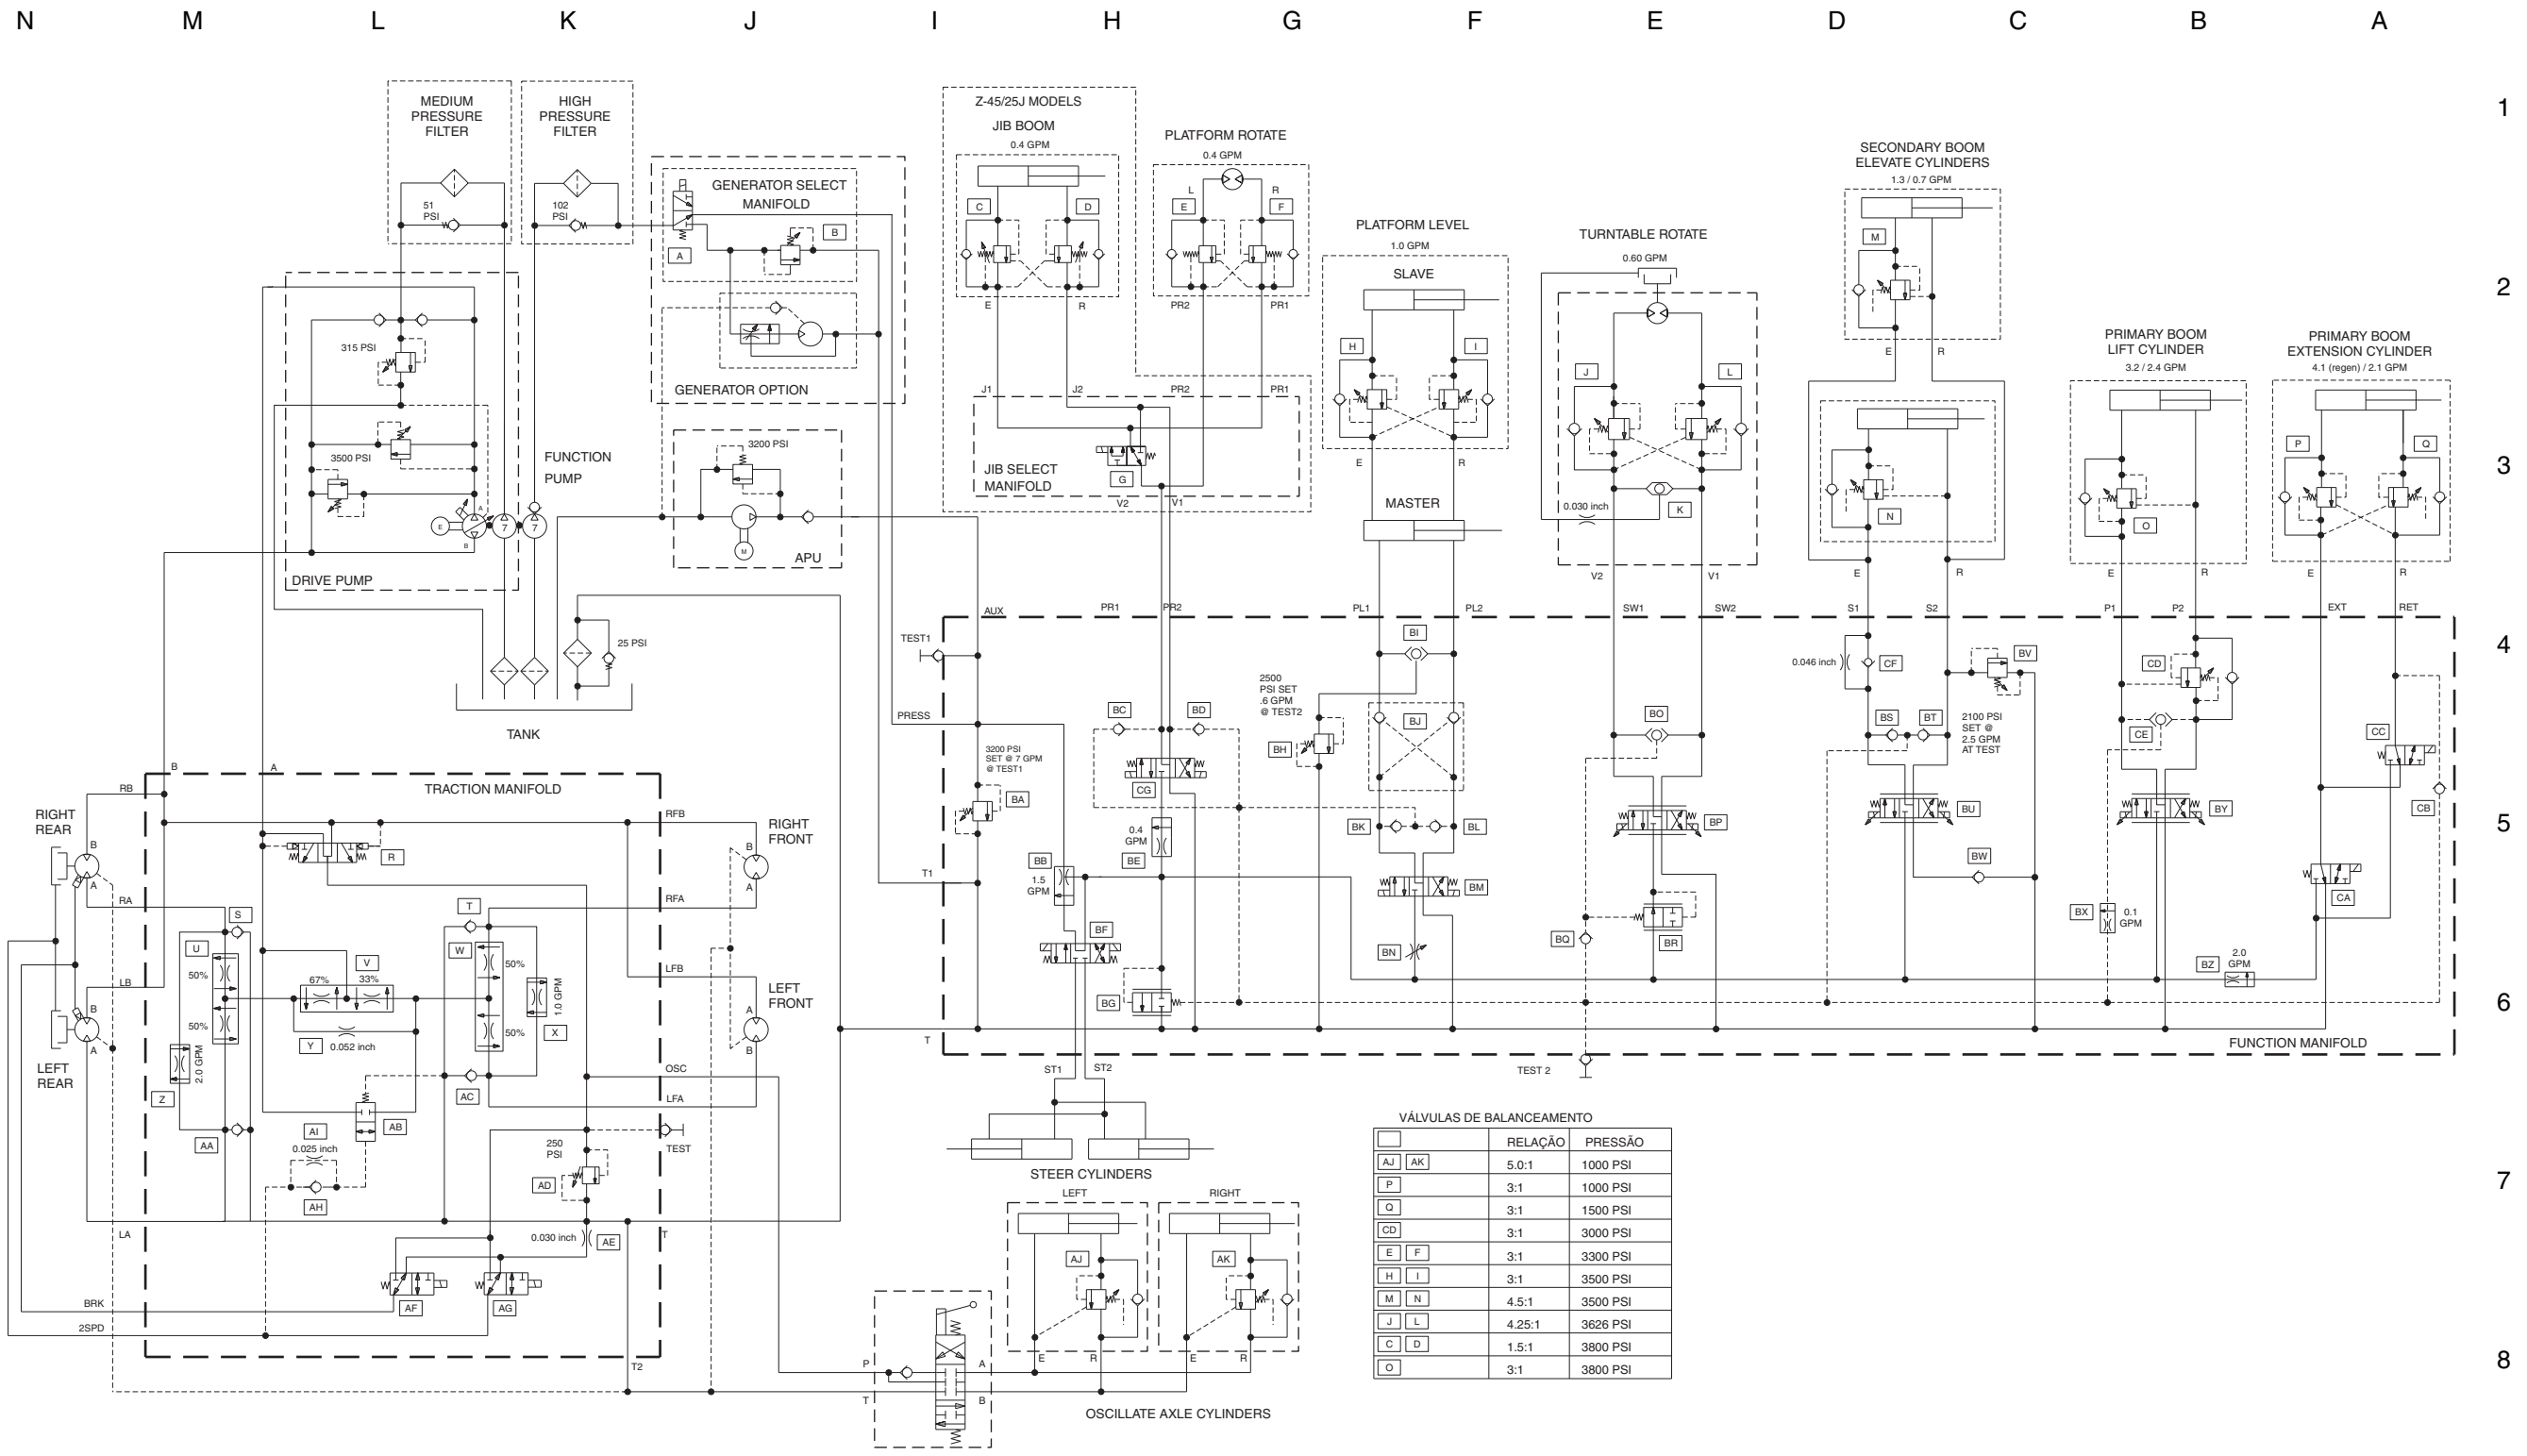 N M L K J I H G F E D C B A
1
2
3
4
5
6
7
8
MEDIUM
PRESSURE
FILTER
51
PSI
HIGH
PRESSURE
FILTER
102
PSI
GENERATOR SELECT
MANIFOLD
A
B
GENERATOR OPTION
315 PSI
3500 PSI
DRIVE PUMP
E
A
B
7
7
FUNCTION
PUMP
3200 PSI
M
APU
25 PSI
TANK
Z-45/25J MODELS
JIB BOOM
0.4 GPM
C
D
E
R
PLATFORM ROTATE
0.4 GPM
L
R
E
F
PR2
PR1
J1
J2
PR2
PR1
JIB SELECT
MANIFOLD
G
V2
V1
PLATFORM LEVEL
1.0 GPM
SLAVE
H
I
E
R
MASTER
TURNTABLE ROTATE
0.60 GPM
J
L
0.030 inch
K
V2
V1
SECONDARY BOOM
ELEVATE CYLINDERS
1.3 / 0.7 GPM
M
E
R
N
E
R
PRIMARY BOOM
LIFT CYLINDER
3.2 / 2.4 GPM
O
E
R
PRIMARY BOOM
EXTENSION CYLINDER
4.1 (regen) / 2.1 GPM
P
Q
E
R
AUX
PR1
PR2
PL1
PL2
SW1
SW2
S1
S2
P1
P2
EXT
RET
TEST1
PRESS
T1
T
3200 PSI
SET @ 7 GPM
@ TEST1
BA
BB
1.5
GPM
BC
BD
CG
0.4
GPM
BE
BF
BG
2500
PSI SET
.6 GPM
@ TEST2
BH
BI
BJ
BK
BL
BM
BN
BO
BP
BQ
BR
0.046 inch
CF
BS
BT
BV
2100 PSI
SET @
2.5 GPM
AT TEST
BU
BW
CD
CE
BY
BX
0.1
GPM
BZ
2.0
GPM
CC
CB
CA
FUNCTION MANIFOLD
TEST 2
ST1
ST2
STEER CYLINDERS
B
A
TRACTION MANIFOLD
RB
RIGHT
REAR
B
A
RA
LB
B
A
LEFT
REAR
LA
BRK
2SPD
R
S
U
50%
50%
2.0 GPM
Z
AA
V
67%
33%
Y
0.052 inch
T
W
50%
50%
1.0 GPM
X
AC
AB
AI
0.025 inch
AH
250
PSI
AD
0.030 inch
AE
AF
AG
RFB
RIGHT
FRONT
B
A
RFA
LFB
LEFT
FRONT
A
B
OSC
LFA
TEST
T
T2
P
T
A
B
LEFT
AJ
E
R
RIGHT
AK
E
R
OSCILLATE AXLE CYLINDERS
VÁLVULAS DE BALANCEAMENTO
RELAÇÃO PRESSÃO
AJ AK 5.0:1 1000 PSI
P 3:1 1000 PSI
Q 3:1 1500 PSI
CD 3:1 3000 PSI
E F 3:1 3300 PSI
H I 3:1 3500 PSI
M N 4.5:1 3500 PSI
J L 4.25:1 3626 PSI
C D 1.5:1 3800 PSI
O 3:1 3800 PSI